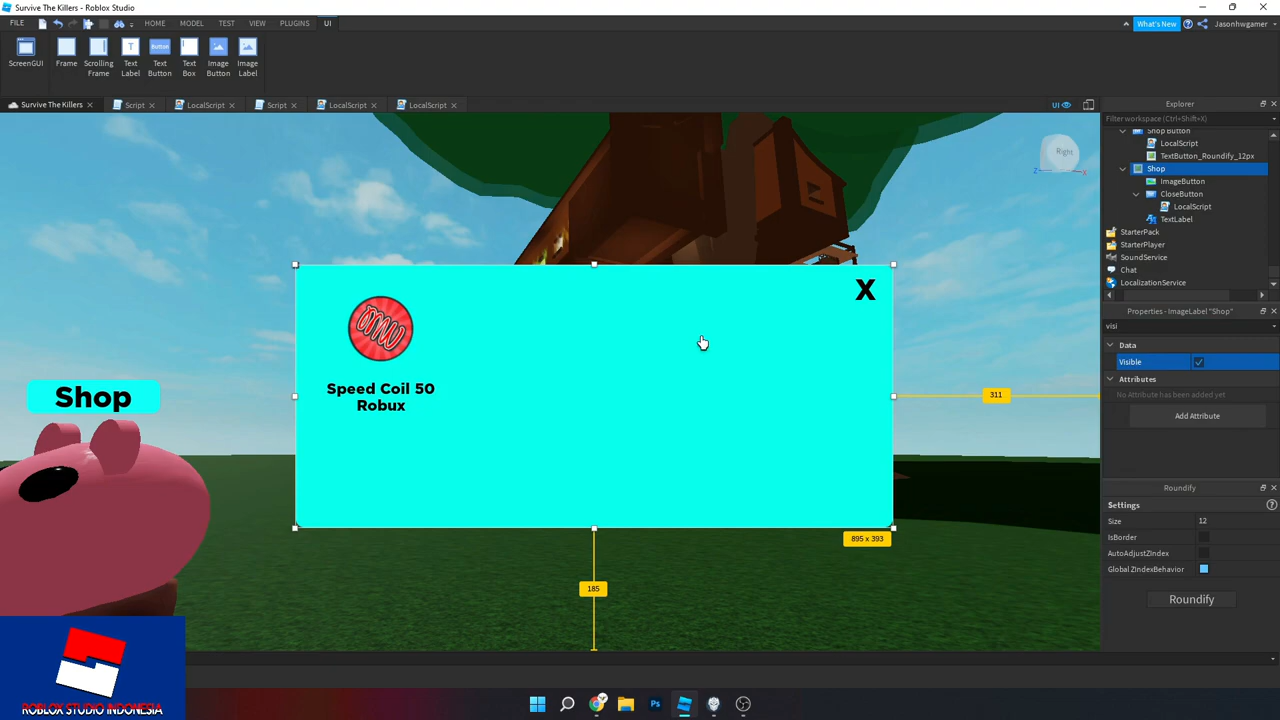 Survive The Killers - Roblox Studio
FILE HOME MODEL TEST VIEW PLUGINS UI
What's New Jasonhwgamer
ScreenGUI Frame Scrolling Frame Text Label Text Button Text Box Image Button Image Label
Survive The Killers Script LocalScript Script LocalScript LocalScript UI
Explorer
Filter workspace (Ctrl+Shift+X)
Shop Button
LocalScript
TextButton_Roundify_12px
Shop
ImageButton
CloseButton
LocalScript
TextLabel
StarterPack
StarterPlayer
SoundService
Chat
LocalizationService
Right
Z X
X
Speed Coil 50
Robux
Shop
311
895 x 393
185
Properties - ImageLabel "Shop"
visi
Data
Visible
Attributes
No Attribute has been added yet
Add Attribute
Roundify
Settings
Size 12
IsBorder
AutoAdjustZIndex
Global ZIndexBehavior
Roundify
ROBLOX STUDIO INDONESIA
Ps